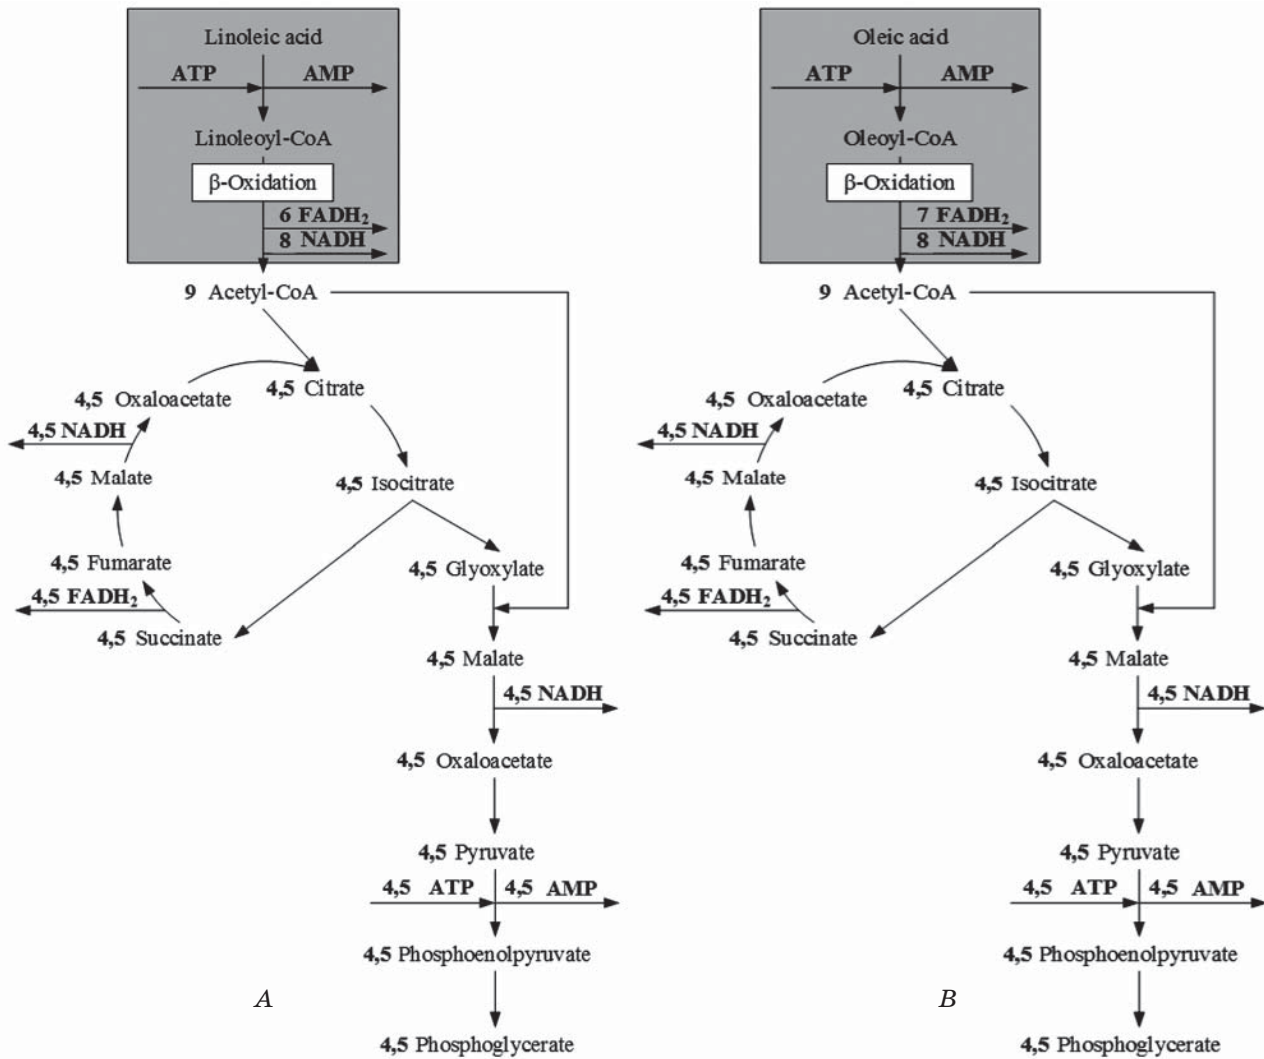 Linoleic acid
ATP AMP
Linoleoyl-CoA
β-Oxidation
6 FADH₂
8 NADH
9 Acetyl-CoA
4,5 Citrate
4,5 Oxaloacetate
4,5 NADH
4,5 Malate
4,5 Isocitrate
4,5 Fumarate
4,5 Glyoxylate
4,5 FADH₂
4,5 Succinate
4,5 Malate
4,5 NADH
4,5 Oxaloacetate
4,5 Pyruvate
4,5 ATP 4,5 AMP
4,5 Phosphoenolpyruvate
A
4,5 Phosphoglycerate
Oleic acid
ATP AMP
Oleoyl-CoA
β-Oxidation
7 FADH₂
8 NADH
9 Acetyl-CoA
4,5 Citrate
4,5 Oxaloacetate
4,5 NADH
4,5 Malate
4,5 Isocitrate
4,5 Fumarate
4,5 Glyoxylate
4,5 FADH₂
4,5 Succinate
4,5 Malate
4,5 NADH
4,5 Oxaloacetate
4,5 Pyruvate
4,5 ATP 4,5 AMP
4,5 Phosphoenolpyruvate
B
4,5 Phosphoglycerate